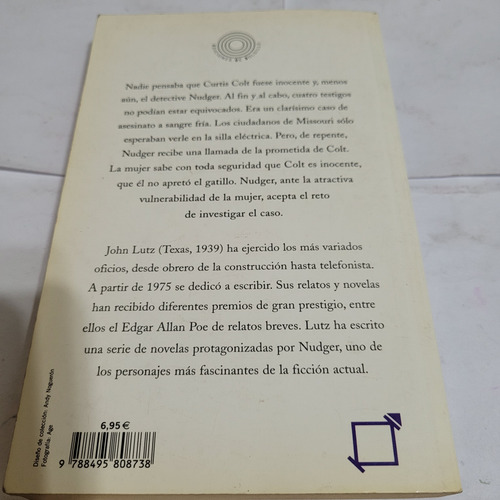 Nadie pensaba que Curtis Colt fuese inocente y, menos
aún, el detective Nudger. Al fin y al cabo, cuatro testigos
no podían estar equivocados. Era un clarísimo caso de
asesinato a sangre fría. Los ciudadanos de Missouri sólo
esperaban verle en la silla eléctrica. Pero, de repente,
Nudger recibe una llamada de la prometida de Colt.
La mujer sabe con toda seguridad que Colt es inocente,
que él no apretó el gatillo. Nudger, ante la atractiva
vulnerabilidad de la mujer, acepta el reto
de investigar el caso.
John Lutz (Texas, 1939) ha ejercido los más variados
oficios, desde obrero de la construcción hasta telefonista.
A partir de 1975 se dedicó a escribir. Sus relatos y novelas
han recibido diferentes premios de gran prestigio, entre
ellos el Edgar Allan Poe de relatos breves. Lutz ha escrito
una serie de novelas protagonizadas por Nudger, uno de
los personajes más fascinantes de la ficción actual.
Diseño de colección: Andy Noguerón
Fotografía: Age
6,95 €
9 788495 808738